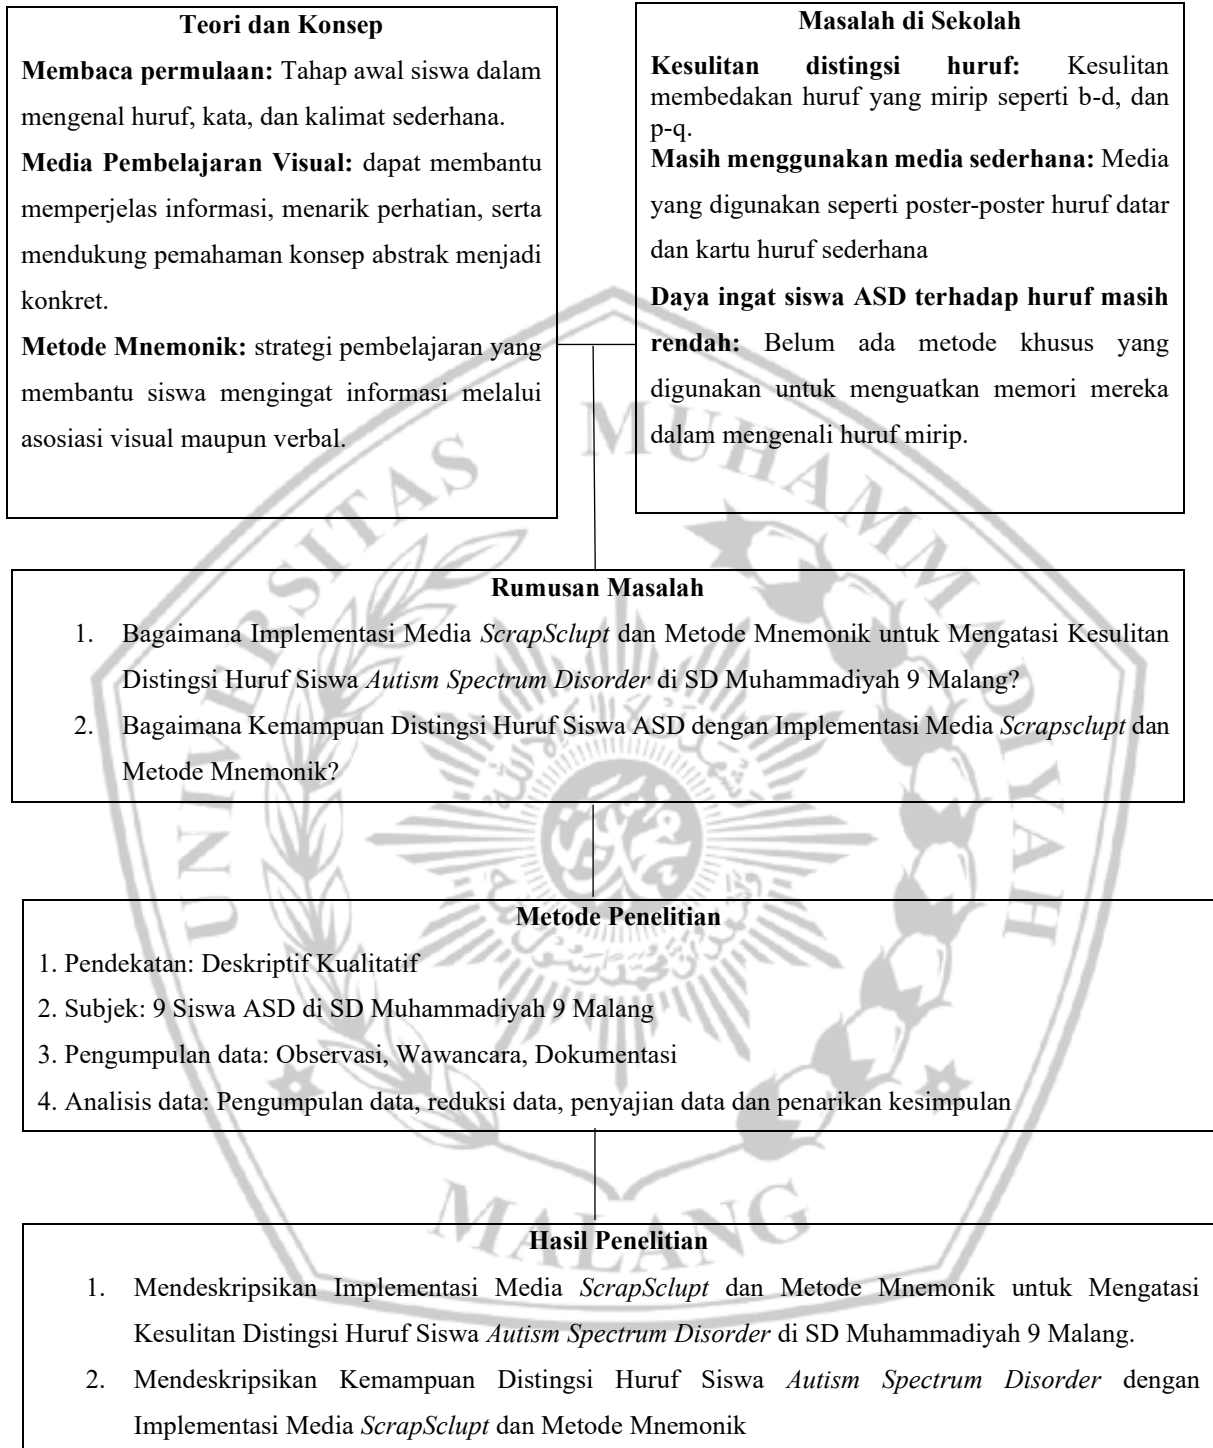 Teori dan Konsep
Membaca permulaan: Tahap awal siswa dalam
mengenal huruf, kata, dan kalimat sederhana.
Media Pembelajaran Visual: dapat membantu
memperjelas informasi, menarik perhatian, serta
mendukung pemahaman konsep abstrak menjadi
konkret.
Metode Mnemonik: strategi pembelajaran yang
membantu siswa mengingat informasi melalui
asosiasi visual maupun verbal.
Masalah di Sekolah
Kesulitan distingsi huruf: Kesulitan
membedakan huruf yang mirip seperti b-d, dan
p-q.
Masih menggunakan media sederhana: Media
yang digunakan seperti poster-poster huruf datar
dan kartu huruf sederhana
Daya ingat siswa ASD terhadap huruf masih
rendah: Belum ada metode khusus yang
digunakan untuk menguatkan memori mereka
dalam mengenali huruf mirip.
Rumusan Masalah
1. Bagaimana Implementasi Media ScrapSclupt dan Metode Mnemonik untuk Mengatasi Kesulitan
Distingsi Huruf Siswa Autism Spectrum Disorder di SD Muhammadiyah 9 Malang?
2. Bagaimana Kemampuan Distingsi Huruf Siswa ASD dengan Implementasi Media Scrapsclupt dan
Metode Mnemonik?
Metode Penelitian
1. Pendekatan: Deskriptif Kualitatif
2. Subjek: 9 Siswa ASD di SD Muhammadiyah 9 Malang
3. Pengumpulan data: Observasi, Wawancara, Dokumentasi
4. Analisis data: Pengumpulan data, reduksi data, penyajian data dan penarikan kesimpulan
Hasil Penelitian
1. Mendeskripsikan Implementasi Media ScrapSclupt dan Metode Mnemonik untuk Mengatasi
Kesulitan Distingsi Huruf Siswa Autism Spectrum Disorder di SD Muhammadiyah 9 Malang.
2. Mendeskripsikan Kemampuan Distingsi Huruf Siswa Autism Spectrum Disorder dengan
Implementasi Media ScrapSclupt dan Metode Mnemonik
UNIVERSITAS MUHAMMADIYAH
MALANG